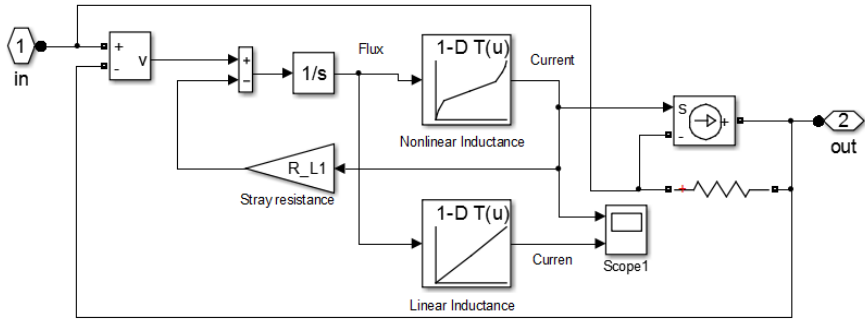 1
in
+
-
v
+
−
1/s
Flux
1-D T(u)
Nonlinear Inductance
Current
S
-
+
2
out
R_L1
Stray resistance
+
1-D T(u)
Linear Inductance
Curren
Scope1